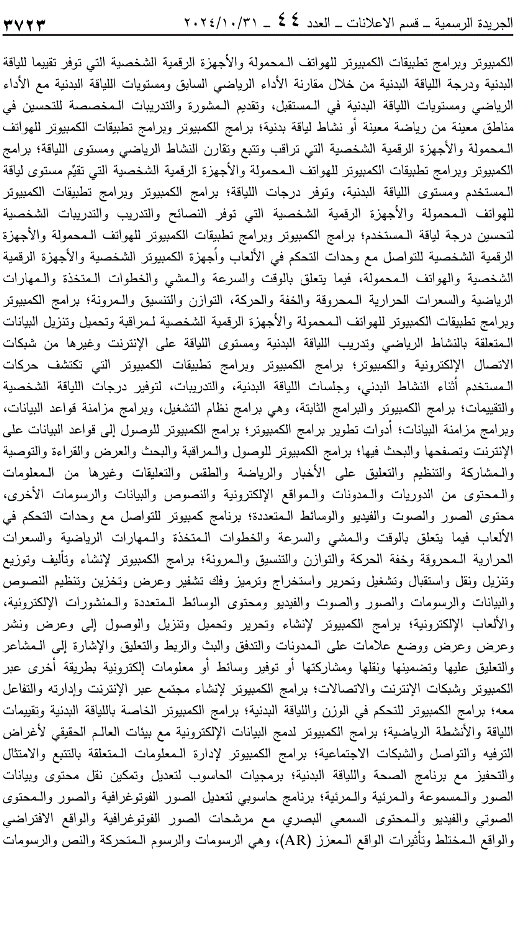 الجريدة الرسمية ــ قسم الاعلانات ــ العدد ٤٤ ــ ٢٠٢٤/١٠/٣١ ٣٧٢٣
الكمبيوتر وبرامج تطبيقات الكمبيوتر للهواتف المحمولة والأجهزة الرقمية الشخصية التي توفر تقييما للياقة
البدنية ودرجة اللياقة البدنية من خلال مقارنة الأداء الرياضي السابق ومستويات اللياقة البدنية مع الأداء
الرياضي ومستويات اللياقة البدنية في المستقبل، وتقديم المشورة والتدريبات المخصصة للتحسين في
مناطق معينة من رياضة معينة أو نشاط لياقة بدنية؛ برامج الكمبيوتر وبرامج تطبيقات الكمبيوتر للهواتف
المحمولة والأجهزة الرقمية الشخصية التي تراقب وتتبع وتقارن النشاط الرياضي ومستوى اللياقة؛ برامج
الكمبيوتر وبرامج تطبيقات الكمبيوتر للهواتف المحمولة والأجهزة الرقمية الشخصية التي تقيّم مستوى لياقة
المستخدم ومستوى اللياقة البدنية، وتوفر درجات اللياقة؛ برامج الكمبيوتر وبرامج تطبيقات الكمبيوتر
للهواتف المحمولة والأجهزة الرقمية الشخصية التي توفر النصائح والتدريب والتدريبات الشخصية
لتحسين درجة لياقة المستخدم؛ برامج الكمبيوتر وبرامج تطبيقات الكمبيوتر للهواتف المحمولة والأجهزة
الرقمية الشخصية للتواصل مع وحدات التحكم في الألعاب وأجهزة الكمبيوتر الشخصية والأجهزة الرقمية
الشخصية والهواتف المحمولة، فيما يتعلق بالوقت والسرعة والمشي والخطوات المتخذة والمهارات
الرياضية والسعرات الحرارية المحروقة والخفة والحركة، التوازن والتنسيق والمرونة؛ برامج الكمبيوتر
وبرامج تطبيقات الكمبيوتر للهواتف المحمولة والأجهزة الرقمية الشخصية لمراقبة وتحميل وتنزيل البيانات
المتعلقة بالنشاط الرياضي وتدريب اللياقة البدنية ومستوى اللياقة على الإنترنت وغيرها من شبكات
الاتصال الإلكترونية والكمبيوتر؛ برامج الكمبيوتر وبرامج تطبيقات الكمبيوتر التي تكتشف حركات
المستخدم أثناء النشاط البدني، وجلسات اللياقة البدنية، والتدريبات، لتوفير درجات اللياقة الشخصية
والتقييمات؛ برامج الكمبيوتر والبرامج الثابتة، وهي برامج نظام التشغيل، وبرامج مزامنة قواعد البيانات،
وبرامج مزامنة البيانات؛ أدوات تطوير برامج الكمبيوتر؛ برامج الكمبيوتر للوصول إلى قواعد البيانات على
الإنترنت وتصفحها والبحث فيها؛ برامج الكمبيوتر للوصول والمراقبة والبحث والعرض والقراءة والتوصية
والمشاركة والتنظيم والتعليق على الأخبار والرياضة والطقس والتعليقات وغيرها من المعلومات
والمحتوى من الدوريات والمدونات والمواقع الإلكترونية والنصوص والبيانات والرسومات الأخرى،
محتوى الصور والصوت والفيديو والوسائط المتعددة؛ برنامج كمبيوتر للتواصل مع وحدات التحكم في
الألعاب فيما يتعلق بالوقت والمشي والسرعة والخطوات المتخذة والمهارات الرياضية والسعرات
الحرارية المحروقة وخفة الحركة والتوازن والتنسيق والمرونة؛ برامج الكمبيوتر لإنشاء وتأليف وتوزيع
وتنزيل ونقل واستقبال وتشغيل وتحرير واستخراج وترميز وفك تشفير وعرض وتخزين وتنظيم النصوص
والبيانات والرسومات والصور والصوت والفيديو ومحتوى الوسائط المتعددة والمنشورات الإلكترونية،
والألعاب الإلكترونية؛ برامج الكمبيوتر لإنشاء وتحرير وتحميل وتنزيل والوصول إلى وعرض ونشر
وعرض وعرض ووضع علامات على المدونات والتدفق والبث والربط والتعليق والإشارة إلى المشاعر
والتعليق عليها وتضمينها ونقلها ومشاركتها أو توفير وسائط أو معلومات إلكترونية بطريقة أخرى عبر
الكمبيوتر وشبكات الإنترنت والاتصالات؛ برامج الكمبيوتر لإنشاء مجتمع عبر الإنترنت وإدارته والتفاعل
معه؛ برامج الكمبيوتر للتحكم في الوزن واللياقة البدنية؛ برامج الكمبيوتر الخاصة باللياقة البدنية وتقييمات
اللياقة والأنشطة الرياضية؛ برامج الكمبيوتر لدمج البيانات الإلكترونية مع بيئات العالم الحقيقي لأغراض
الترفيه والتواصل والشبكات الاجتماعية؛ برامج الكمبيوتر لإدارة المعلومات المتعلقة بالتتبع والامتثال
والتحفيز مع برنامج الصحة واللياقة البدنية؛ برمجيات الحاسوب لتعديل وتمكين نقل محتوى وبيانات
الصور والمسموعة والمرئية والمرئية؛ برنامج حاسوبي لتعديل الصور الفوتوغرافية والصور والمحتوى
الصوتي والفيديو والمحتوى السمعي البصري مع مرشحات الصور الفوتوغرافية والواقع الافتراضي
والواقع المختلط وتأثيرات الواقع المعزز (AR)، وهي الرسومات والرسوم المتحركة والنص والرسومات